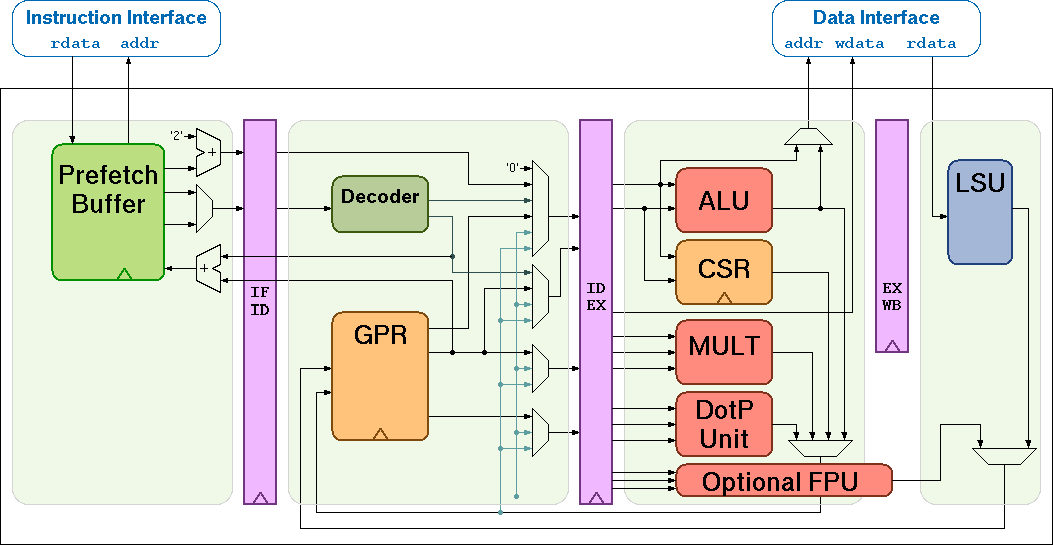 Instruction Interface
rdata addr
Data Interface
addr wdata rdata
'2'
+
Prefetch
Buffer
+
IF
ID
Decoder
GPR
'0'
ID
EX
ALU
CSR
MULT
DotP
Unit
Optional FPU
EX
WB
LSU